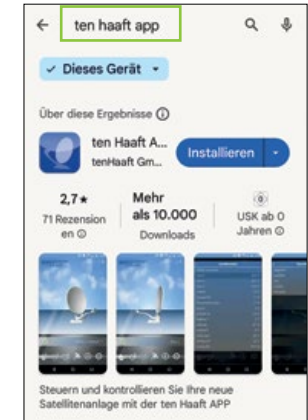 ten haaft app
Dieses Gerät
Über diese Ergebnisse
ten Haaft A...
tenHaaft Gm...
Installieren
2,7★
71 Rezension
en
Mehr
als 10.000
Downloads
USK ab 0
Jahren
Steuern und kontrollieren Sie Ihre neue
Satellitenanlage mit der ten Haaft APP